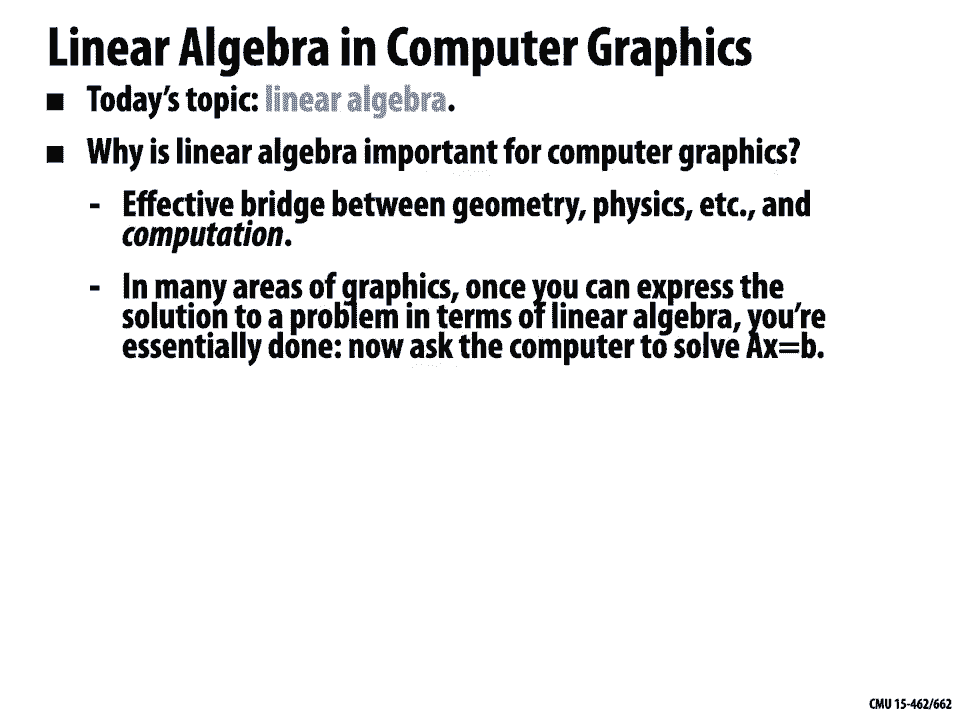 Linear Algebra in Computer Graphics
■ Today's topic: linear algebra.
■ Why is linear algebra important for computer graphics?
- Effective bridge between geometry, physics, etc., and
computation.
- In many areas of graphics, once you can express the
solution to a problem in terms of linear algebra, you're
essentially done: now ask the computer to solve Ax=b.
CMU 15-462/662